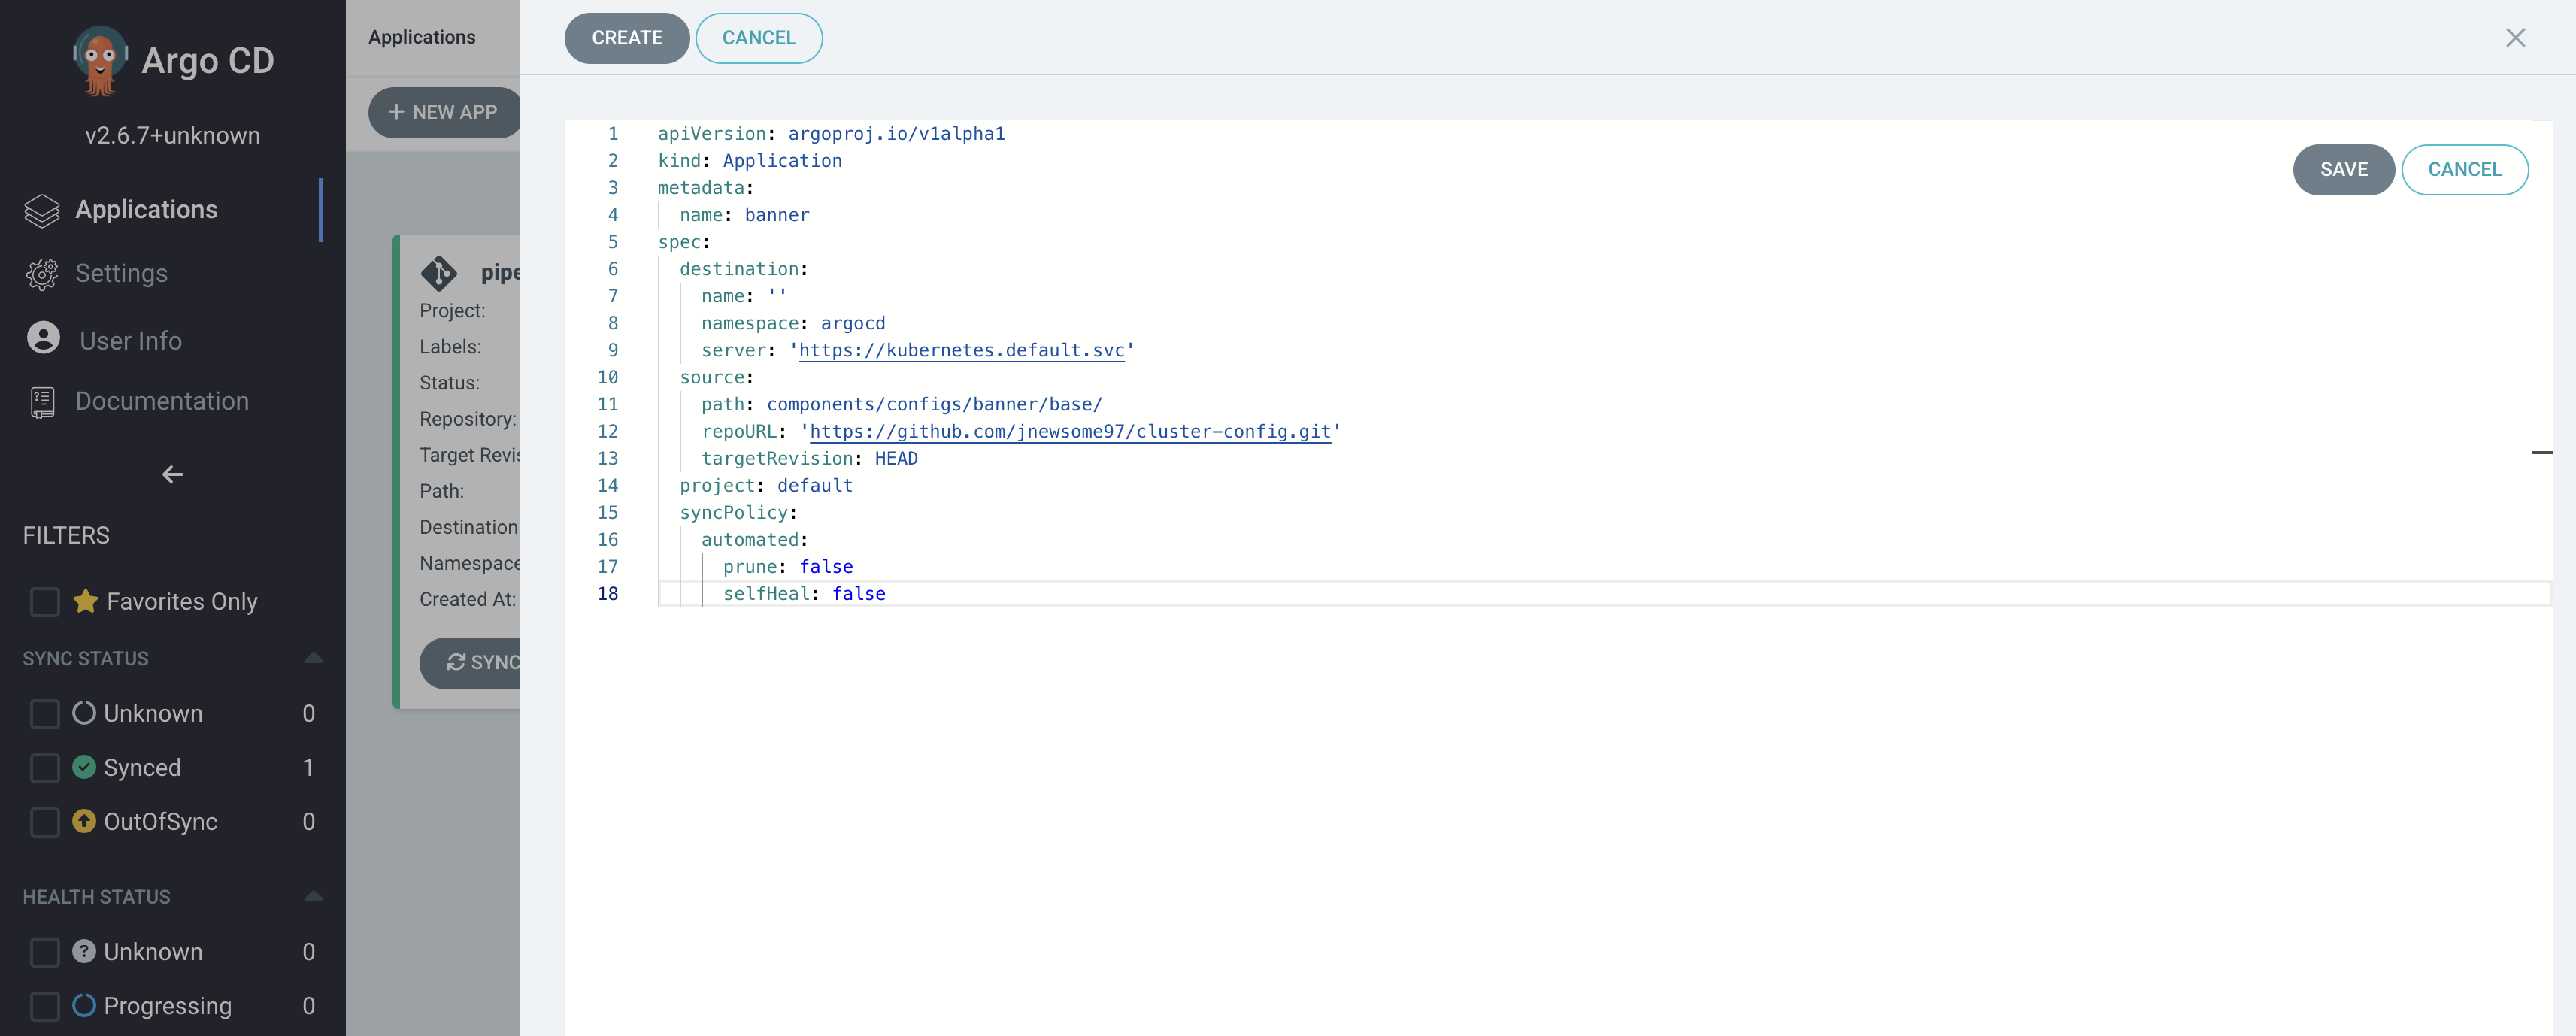 Argo CD
v2.6.7+unknown
Applications
Settings
User Info
Documentation
FILTERS
Favorites Only
SYNC STATUS
Unknown 0
Synced 1
OutOfSync 0
HEALTH STATUS
Unknown 0
Progressing 0
Applications
+ NEW APP
pipe
Project:
Labels:
Status:
Repository:
Target Revis
Path:
Destination
Namespace
Created At:
SYNC
CREATE CANCEL
SAVE CANCEL
1 apiVersion: argoproj.io/v1alpha1
2 kind: Application
3 metadata:
4   name: banner
5 spec:
6   destination:
7     name: ''
8     namespace: argocd
9     server: 'https://kubernetes.default.svc'
10   source:
11     path: components/configs/banner/base/
12     repoURL: 'https://github.com/jnewsome97/cluster-config.git'
13     targetRevision: HEAD
14   project: default
15   syncPolicy:
16     automated:
17       prune: false
18       selfHeal: false